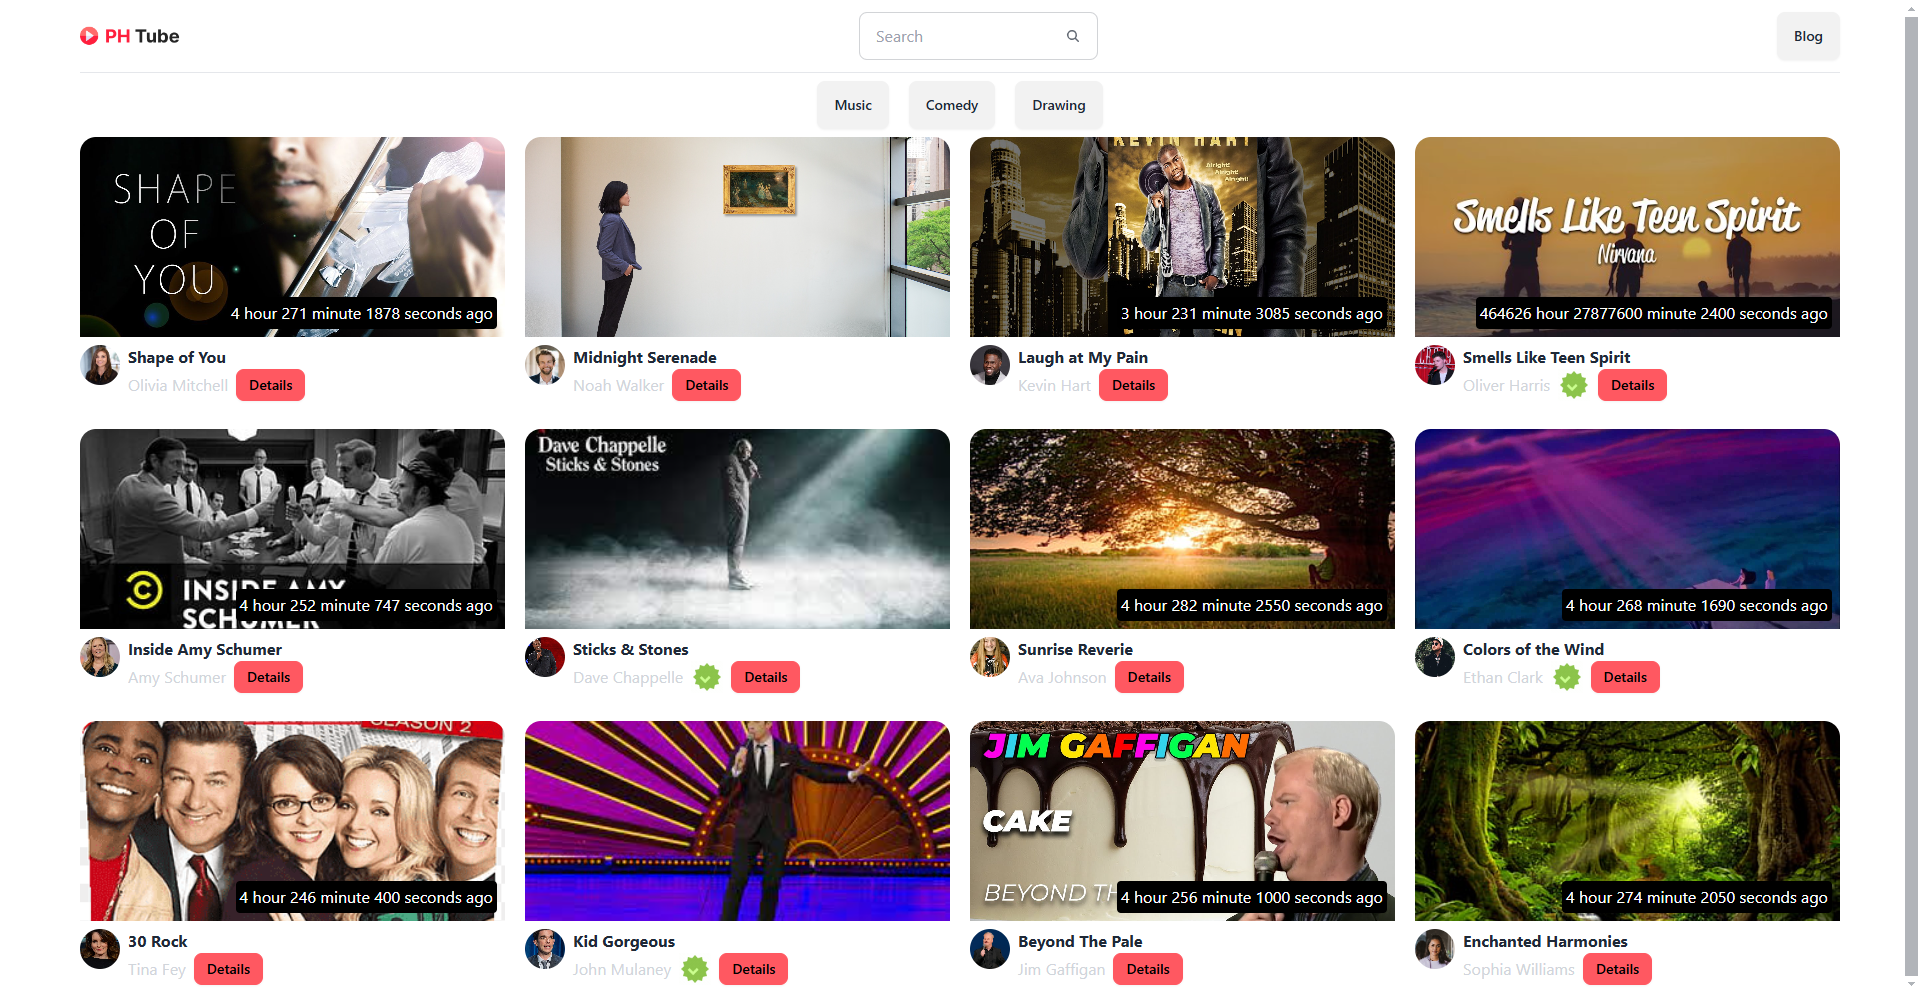 PH Tube
Search
Blog
Music
Comedy
Drawing
SHAPE
OF
YOU
4 hour 271 minute 1878 seconds ago
Shape of You
Olivia Mitchell
Details
Midnight Serenade
Noah Walker
Details
KEVIN HART
Alright!
Alright!
Alright!
3 hour 231 minute 3085 seconds ago
Laugh at My Pain
Kevin Hart
Details
Smells Like Teen Spirit
Nirvana
464626 hour 27877600 minute 2400 seconds ago
Smells Like Teen Spirit
Oliver Harris
Details
INSIDE AMY
SCHUMER
4 hour 252 minute 747 seconds ago
Inside Amy Schumer
Amy Schumer
Details
Dave Chappelle
Sticks & Stones
Sticks & Stones
Dave Chappelle
Details
4 hour 282 minute 2550 seconds ago
Sunrise Reverie
Ava Johnson
Details
4 hour 268 minute 1690 seconds ago
Colors of the Wind
Ethan Clark
Details
SEASON 2
4 hour 246 minute 400 seconds ago
30 Rock
Tina Fey
Details
Kid Gorgeous
John Mulaney
Details
JIM GAFFIGAN
CAKE
BEYOND TH
4 hour 256 minute 1000 seconds ago
Beyond The Pale
Jim Gaffigan
Details
4 hour 274 minute 2050 seconds ago
Enchanted Harmonies
Sophia Williams
Details